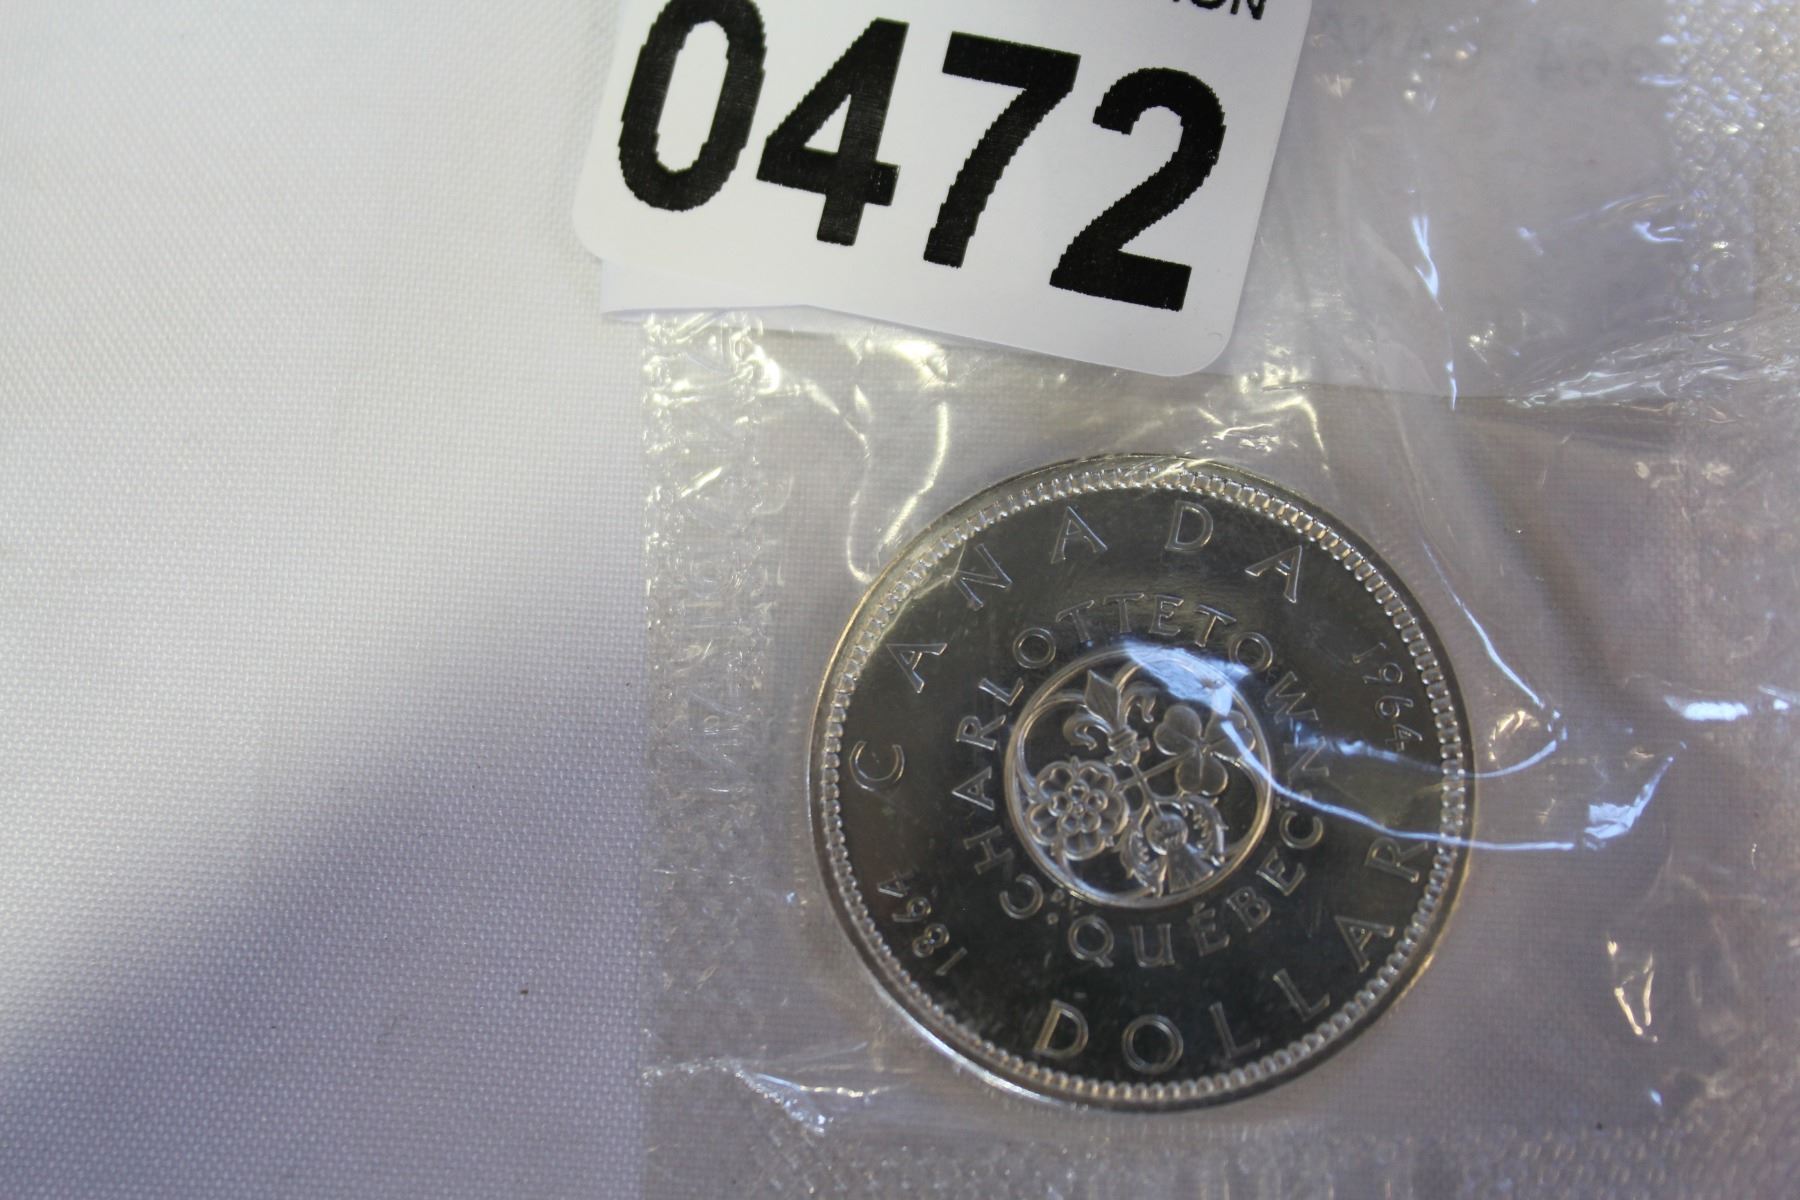 0472
CANADA
1864
1964
CHARLOTTETOWN
QUÉBEC
DOLLAR